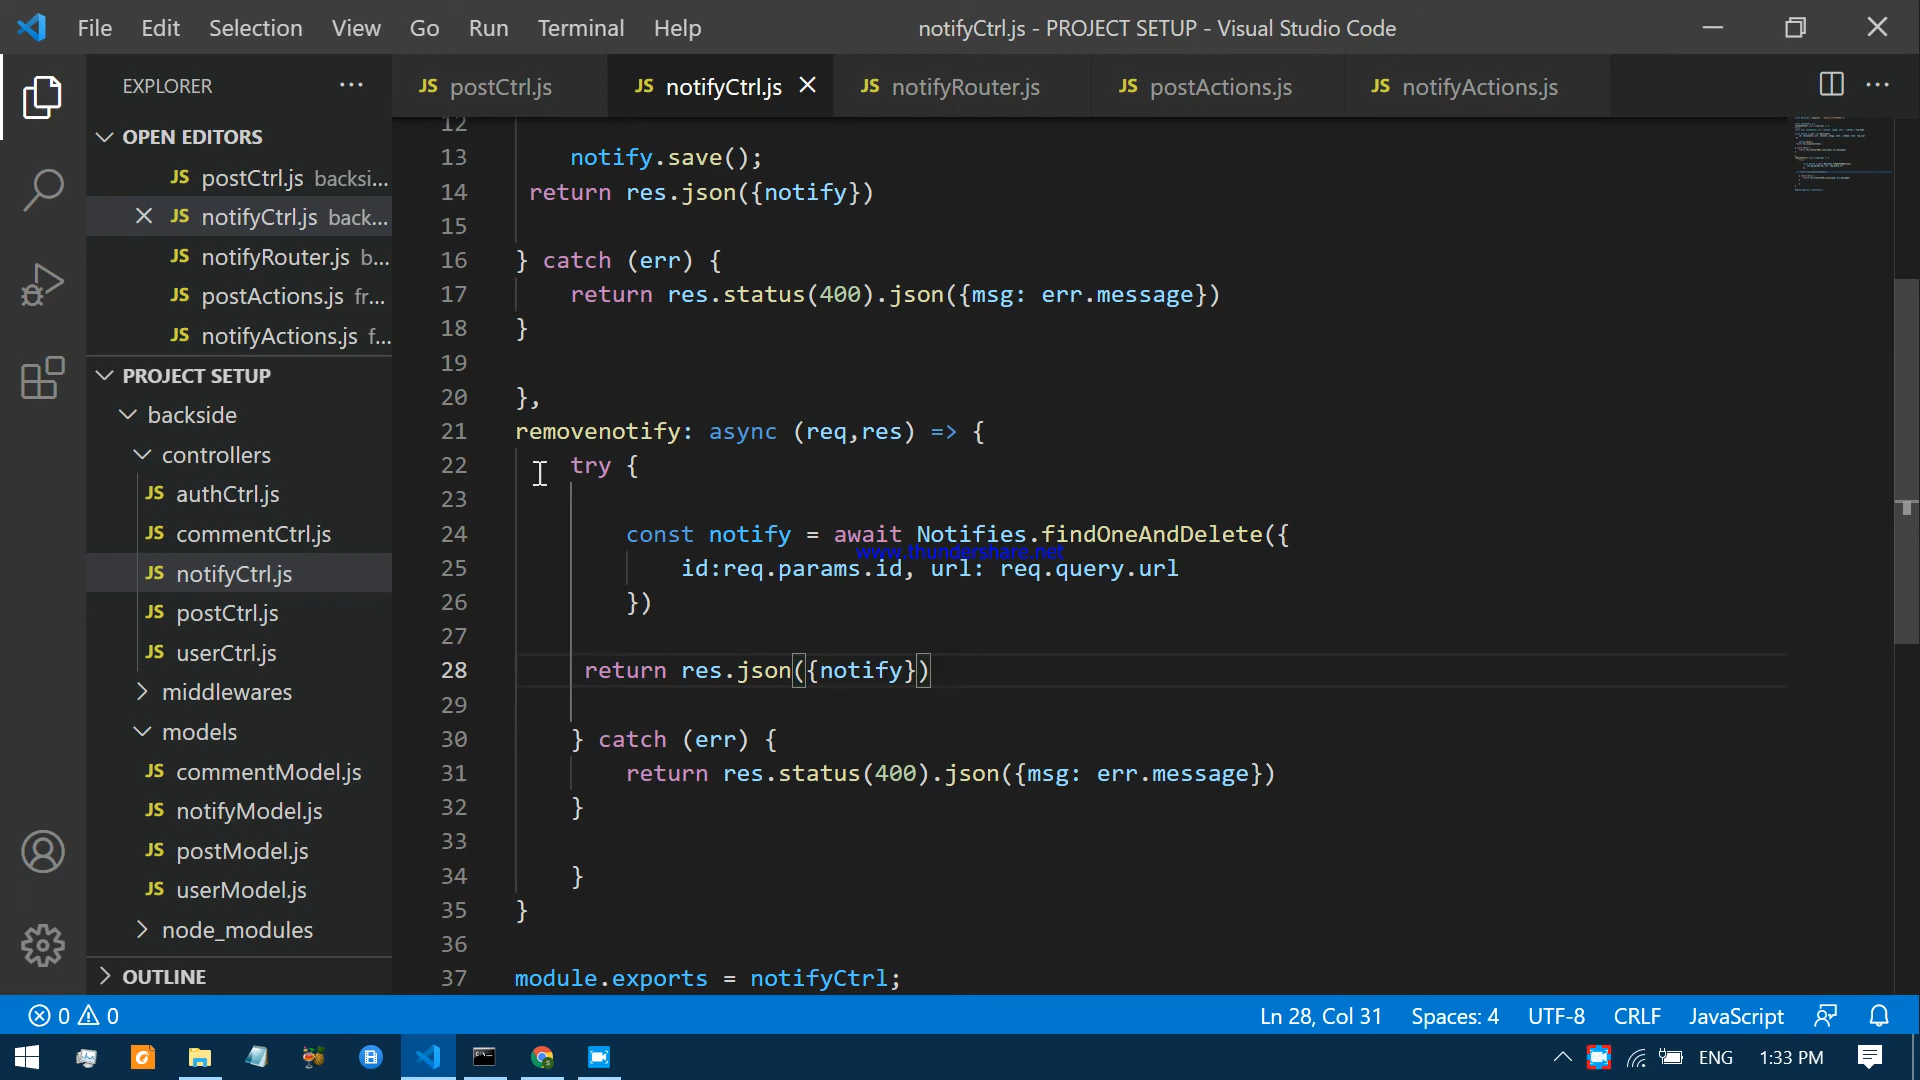 File Edit Selection View Go Run Terminal Help
notifyCtrl.js - PROJECT SETUP - Visual Studio Code
EXPLORER
JS postCtrl.js
JS notifyCtrl.js
JS notifyRouter.js
JS postActions.js
JS notifyActions.js
OPEN EDITORS
JS postCtrl.js backsi...
JS notifyCtrl.js back...
JS notifyRouter.js b...
JS postActions.js fr...
JS notifyActions.js f...
PROJECT SETUP
backside
controllers
JS authCtrl.js
JS commentCtrl.js
JS notifyCtrl.js
JS postCtrl.js
JS userCtrl.js
middlewares
models
JS commentModel.js
JS notifyModel.js
JS postModel.js
JS userModel.js
node_modules
OUTLINE
12
13 notify.save();
14 return res.json({notify})
15
16 } catch (err) {
17 return res.status(400).json({msg: err.message})
18 }
19
20 },
21 removenotify: async (req,res) => {
22 try {
23
24 const notify = await Notifies.findOneAndDelete({
www.thundershare.net
25 id:req.params.id, url: req.query.url
26 })
27
28 return res.json({notify})
29
30 } catch (err) {
31 return res.status(400).json({msg: err.message})
32 }
33
34 }
35 }
36
37 module.exports = notifyCtrl;
0 0
Ln 28, Col 31 Spaces: 4 UTF-8 CRLF JavaScript
ENG 1:33 PM